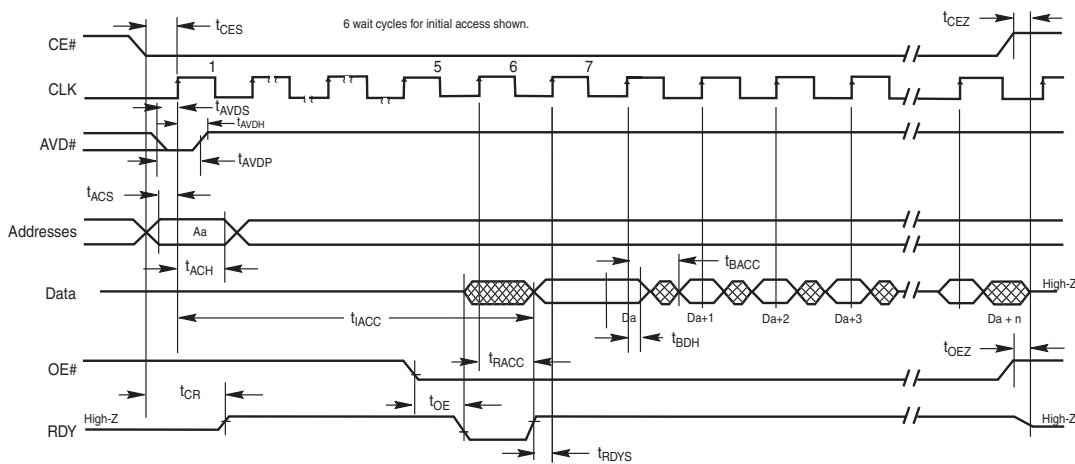 6 wait cycles for initial access shown.
tCES
tCEZ
CE#
1
5
6
7
CLK
tAVDS
tAVDH
AVD#
tAVDP
tACS
Addresses
Aa
tACH
tBACC
Data
High-Z
Da
Da+1
Da+2
Da+3
Da + n
tIACC
tBDH
OE#
tRACC
tOEZ
tCR
tOE
High-Z
High-Z
RDY
tRDYS